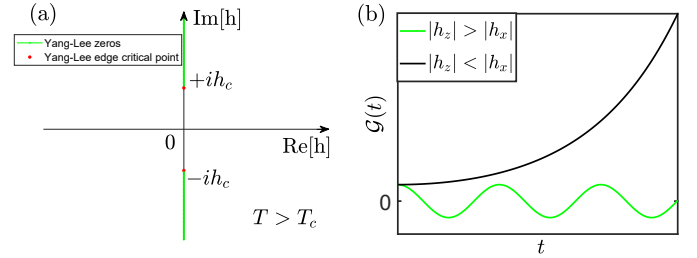 (a)
Im[h]
Yang-Lee zeros
Yang-Lee edge critical point
+ih_c
0
Re[h]
−ih_c
T > T_c
(b)
|h_z| > |h_x|
|h_z| < |h_x|
𝒢(t)
0
t